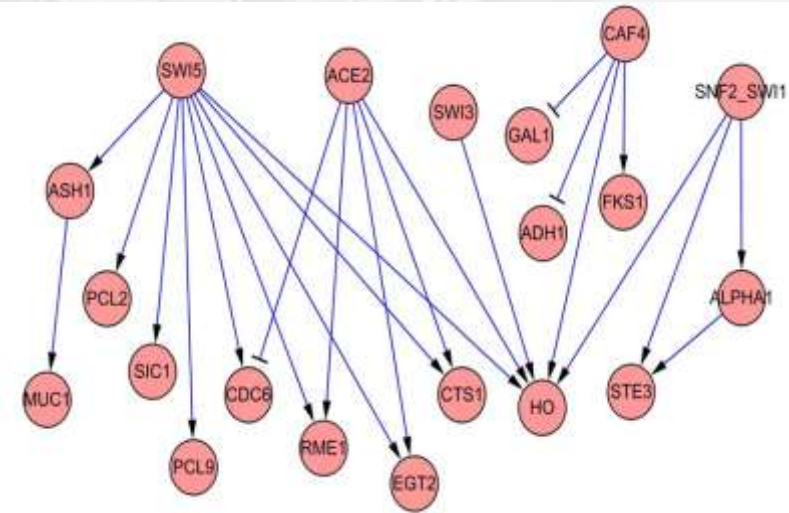 CAF4
SWI5
ACE2
SNF2_SWI1
SWI3
GAL1
ASH1
FKS1
ADH1
PCL2
ALPHA1
SIC1
MUC1
CDC6
CTS1
HO
STE3
RME1
PCL9
EGT2